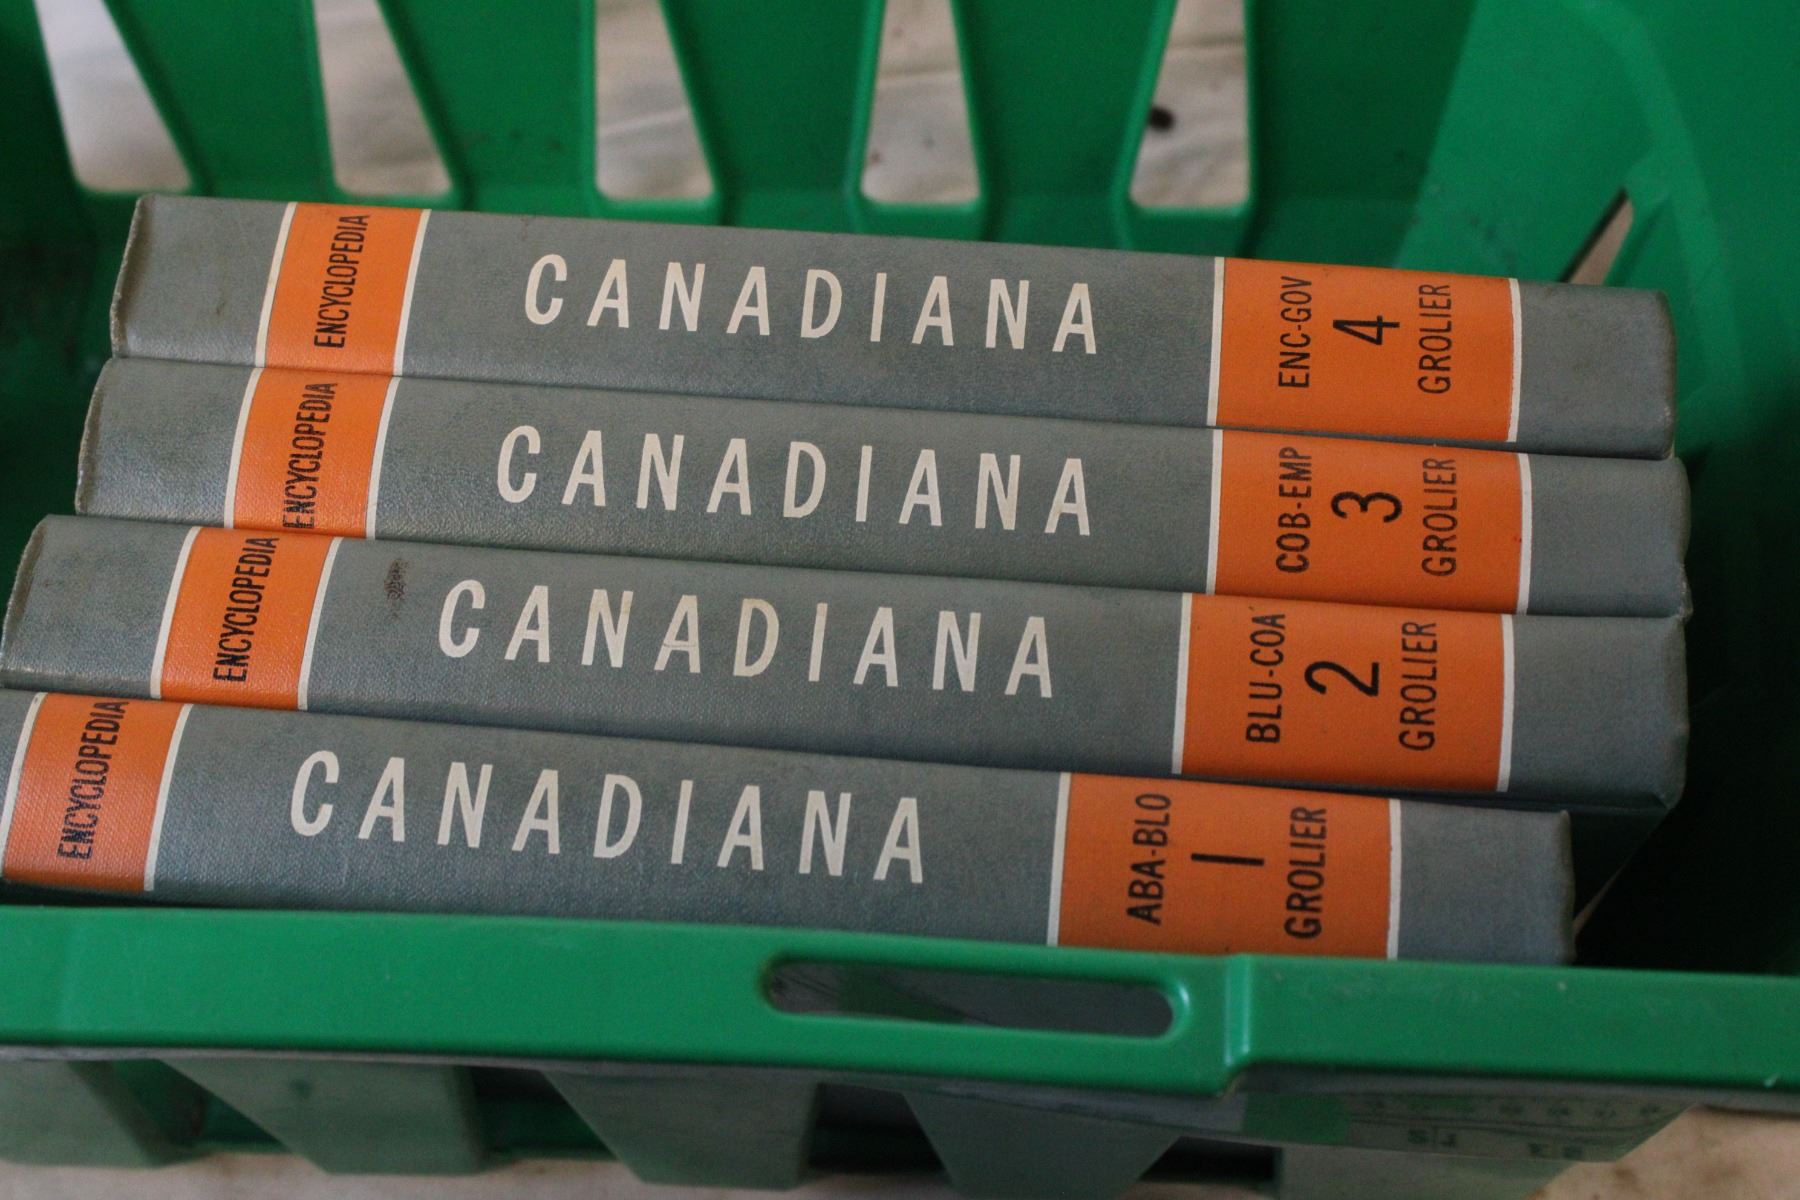 ENCYCLOPEDIA
CANADIANA
ENC-GOV
4
GROLIER
ENCYCLOPEDIA
CANADIANA
COB-EMP
3
GROLIER
ENCYCLOPEDIA
CANADIANA
BLU-COA
2
GROLIER
ENCYCLOPEDIA
CANADIANA
ABA-BLO
1
GROLIER